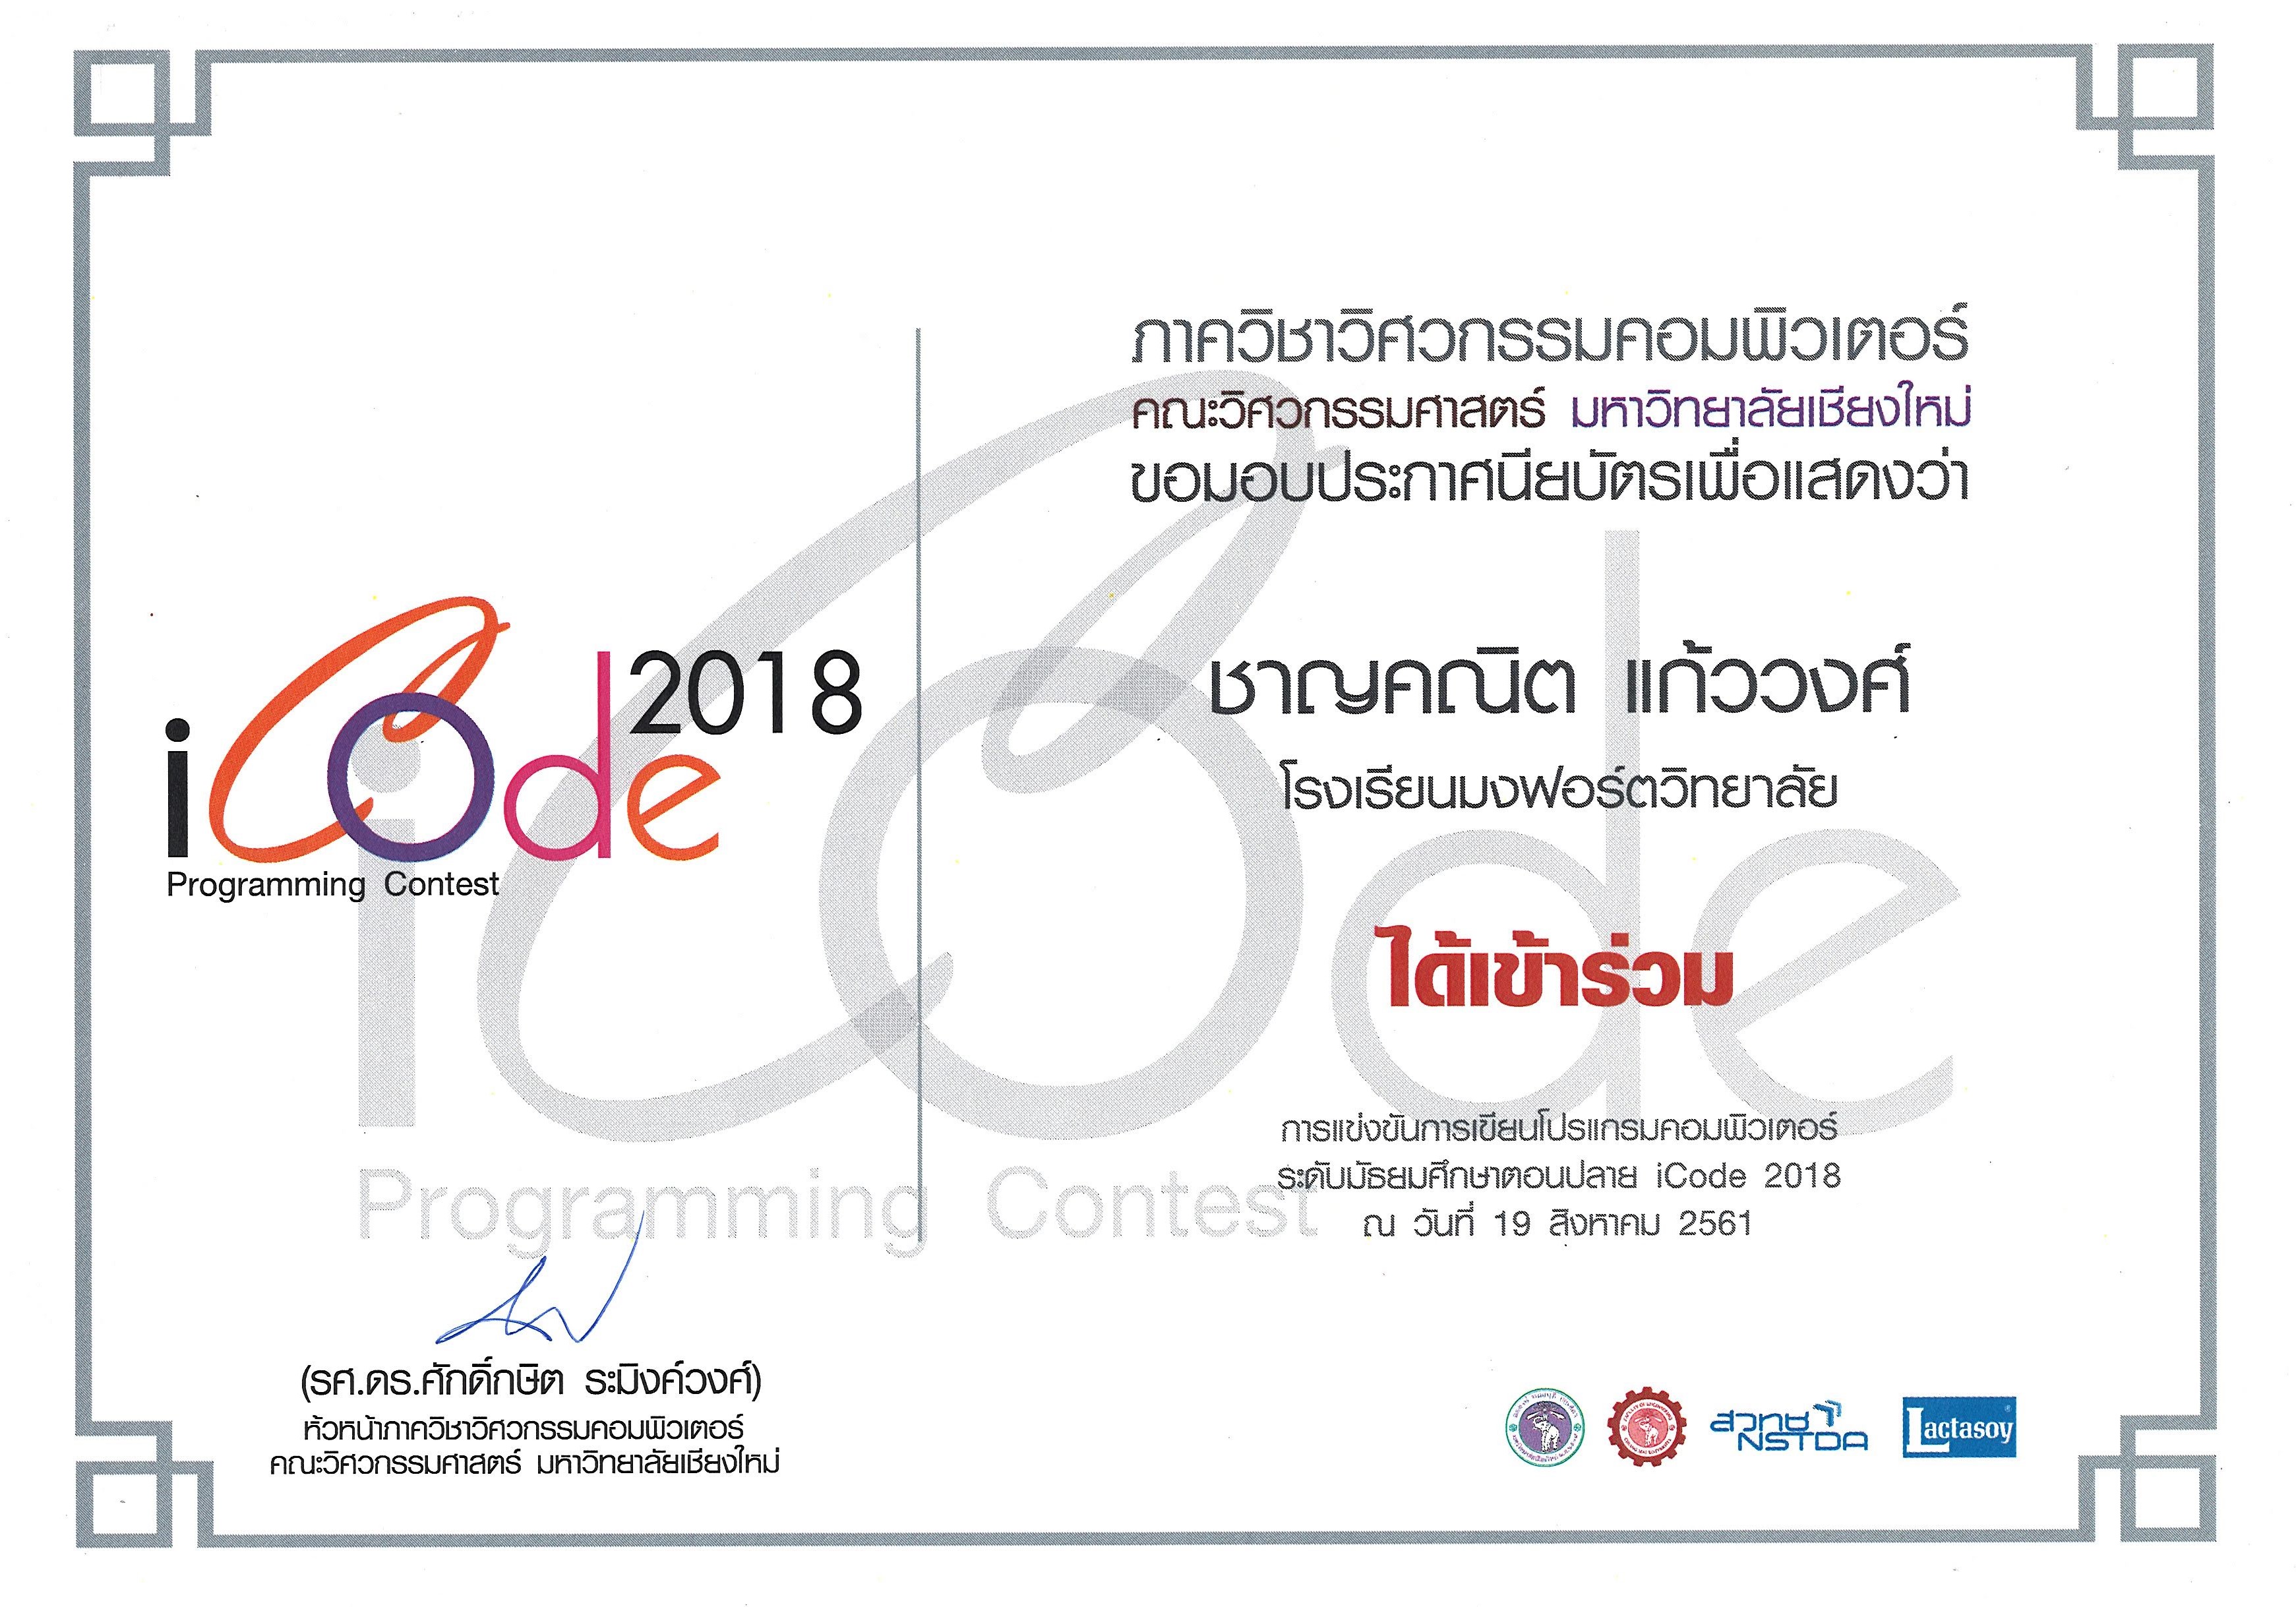 ภาควิชาวิศวกรรมคอมพิวเตอร์
คณะวิศวกรรมศาสตร์ มหาวิทยาลัยเชียงใหม่
ขอมอบประกาศนียบัตรเพื่อแสดงว่า
iCode 2018
Programming Contest
ชาญคณิต แก้ววงศ์
โรงเรียนมงฟอร์ตวิทยาลัย
ได้เข้าร่วม
iCode
Programming Contest
การแข่งขันการเขียนโปรแกรมคอมพิวเตอร์
ระดับมัธยมศึกษาตอนปลาย iCode 2018
ณ วันที่ 19 สิงหาคม 2561
(รศ.ดร.ศักดิ์กษิต ระมิงค์วงศ์)
หัวหน้าภาควิชาวิศวกรรมคอมพิวเตอร์
คณะวิศวกรรมศาสตร์ มหาวิทยาลัยเชียงใหม่
สวทช
NSTDA
Lactasoy